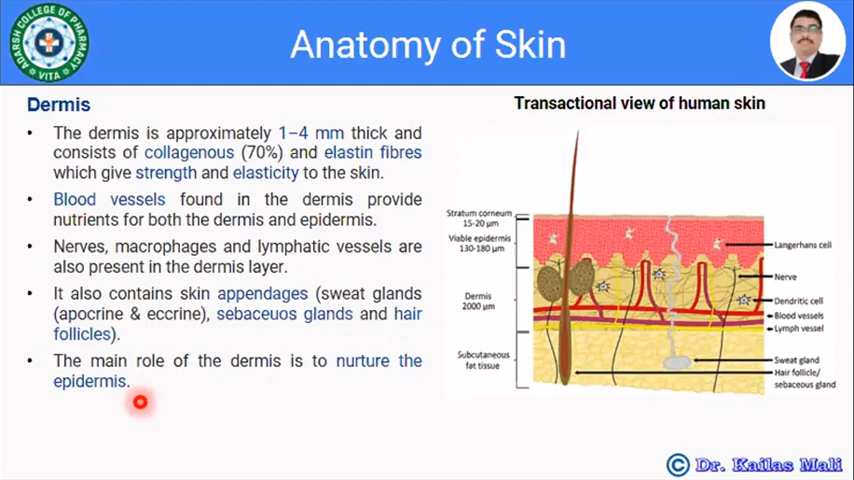 ADARSH COLLEGE OF PHARMACY
VITA
Anatomy of Skin
Dermis
• The dermis is approximately 1–4 mm thick and
consists of collagenous (70%) and elastin fibres
which give strength and elasticity to the skin.
• Blood vessels found in the dermis provide
nutrients for both the dermis and epidermis.
• Nerves, macrophages and lymphatic vessels are
also present in the dermis layer.
• It also contains skin appendages (sweat glands
(apocrine & eccrine), sebaceuos glands and hair
follicles).
• The main role of the dermis is to nurture the
epidermis.
Transactional view of human skin
Stratum corneum
15-20 μm
Viable epidermis
130-180 μm
Dermis
2000 μm
Subcutaneous
fat tissue
Langerhans cell
Nerve
Dendritic cell
Blood vessels
Lymph vessel
Sweat gland
Hair follicle/
sebaceous gland
© Dr. Kailas Mali